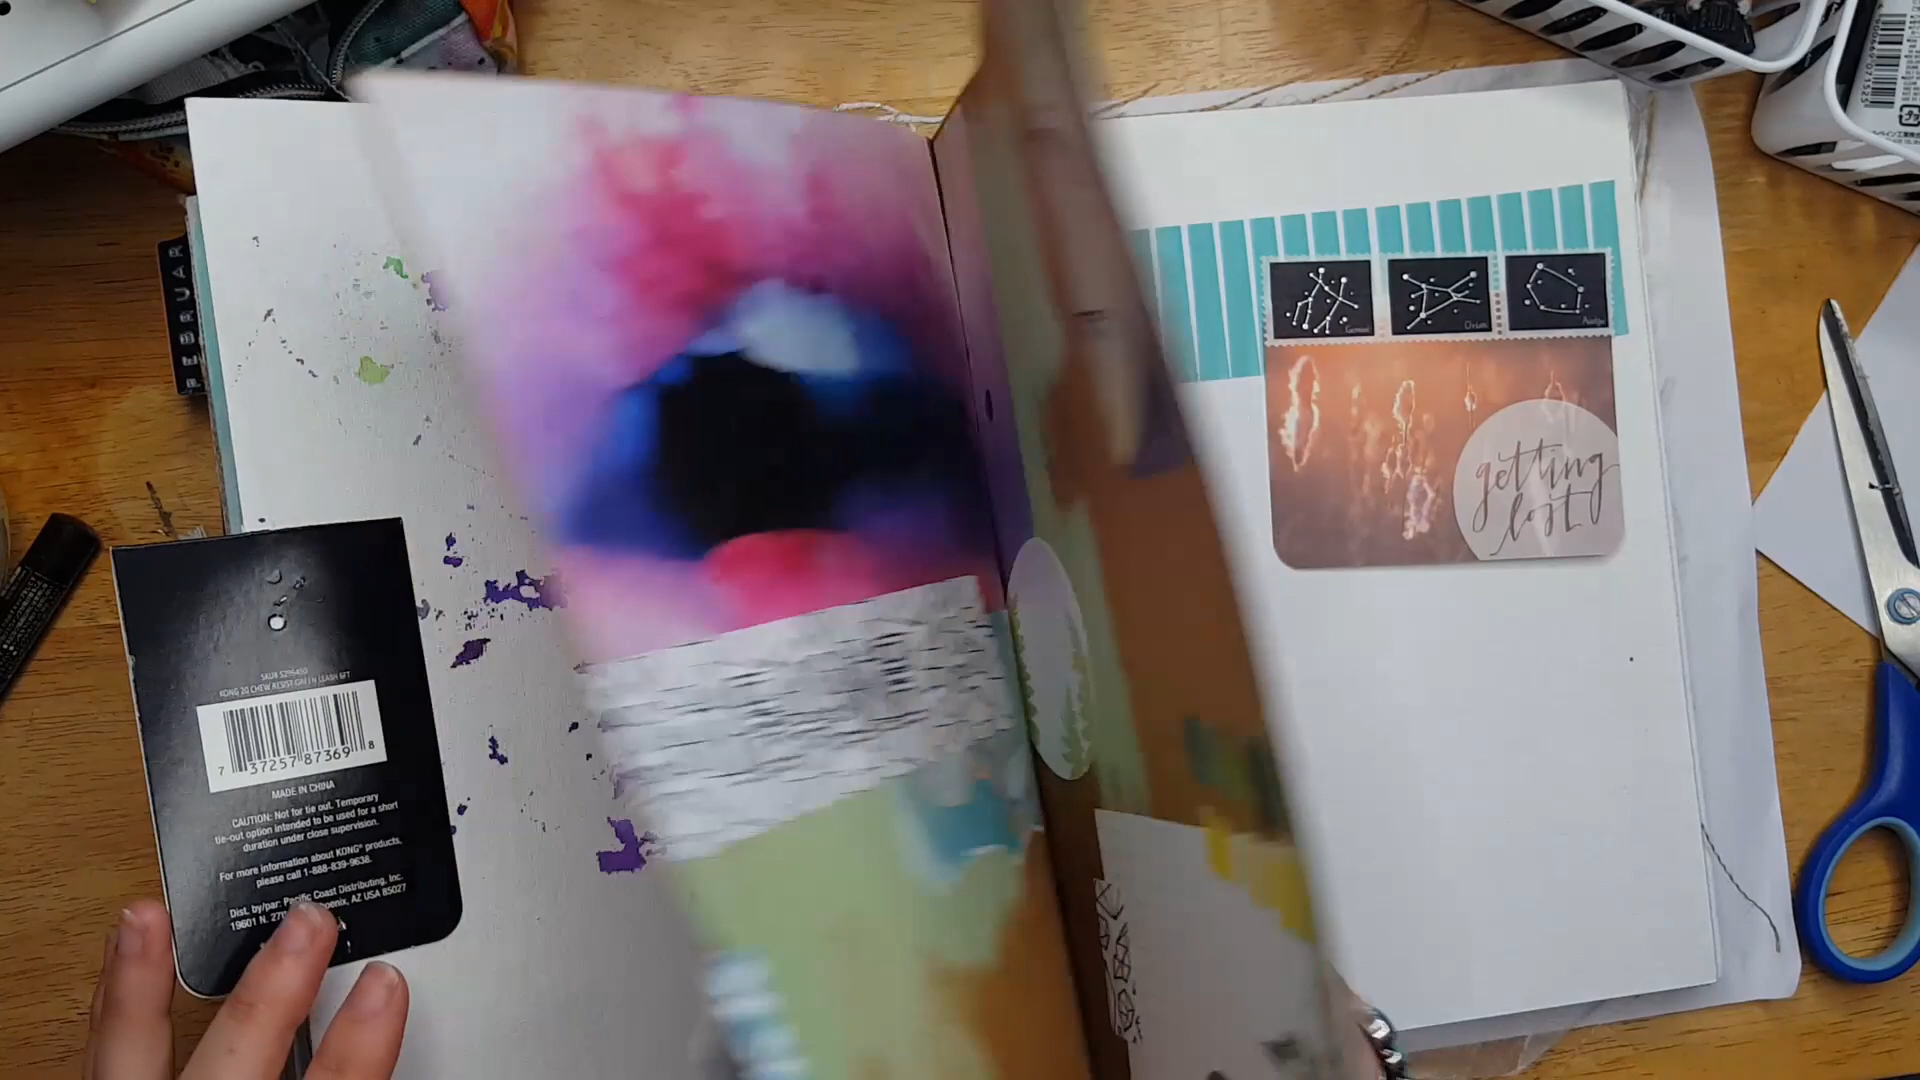 FEBRUAR
SKU# 5296450
KONG 20 CHEW RESIST GREEN LEASH 6FT
7 37257 87369 8
MADE IN CHINA
CAUTION: Not for tie out. Temporary
tie-out option intended to be used for a short
duration under close supervision.
For more information about KONG® products,
please call 1-888-839-9638.
Dist. by/par: Pacific Coast Distributing, Inc.
19601 N. Phoenix, AZ USA 85027
Gemini
Orion
getting
lost